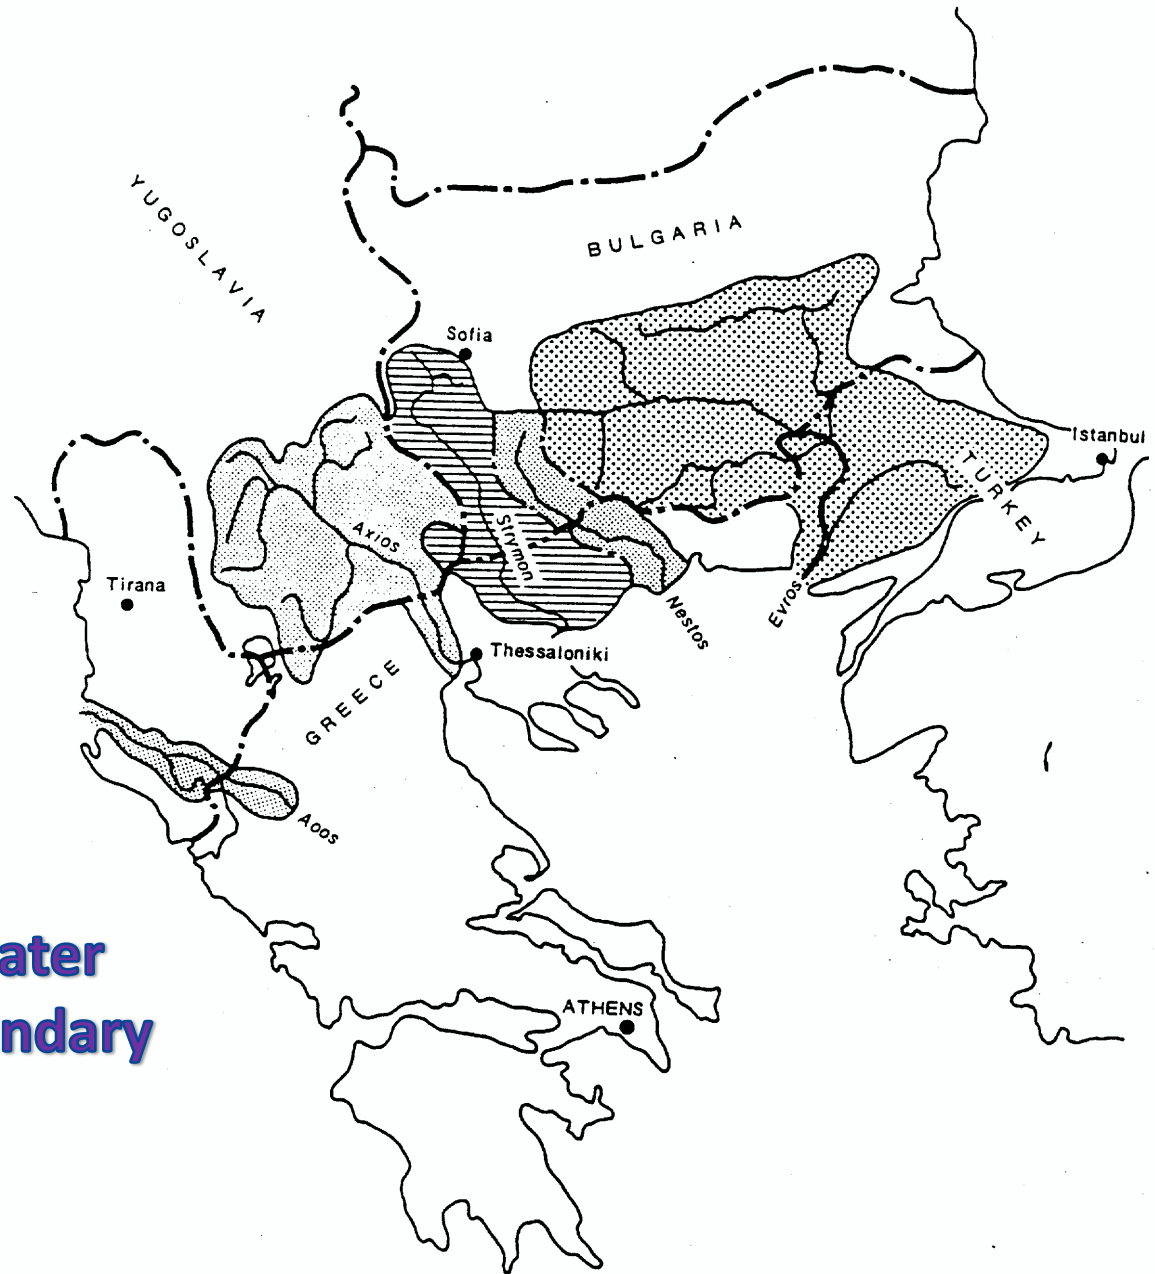 YUGOSLAVIA
BULGARIA
Sofia
Istanbul
TURKEY
Axios
Strymon
Tirana
Evros
Nestos
Thessaloniki
GREECE
Aoos
ater
ndary
ATHENS